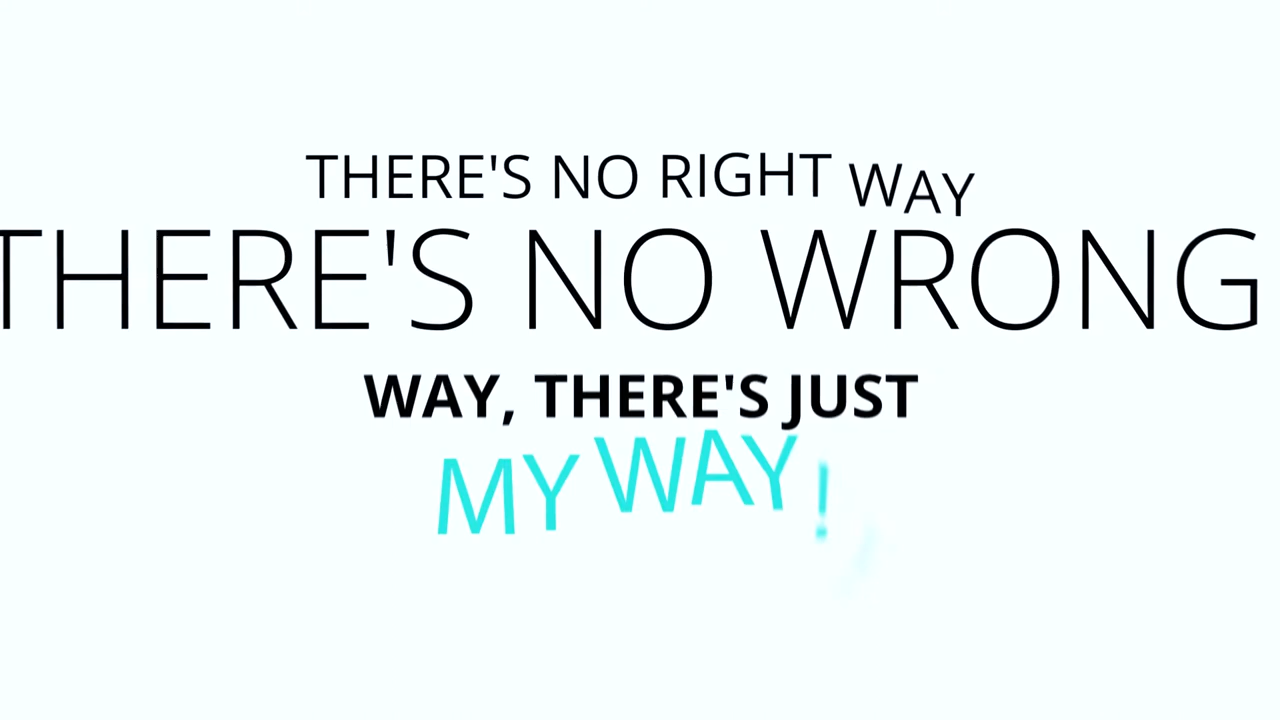 THERE'S NO RIGHT WAY
THERE'S NO WRONG
WAY, THERE'S JUST
MY WAY!